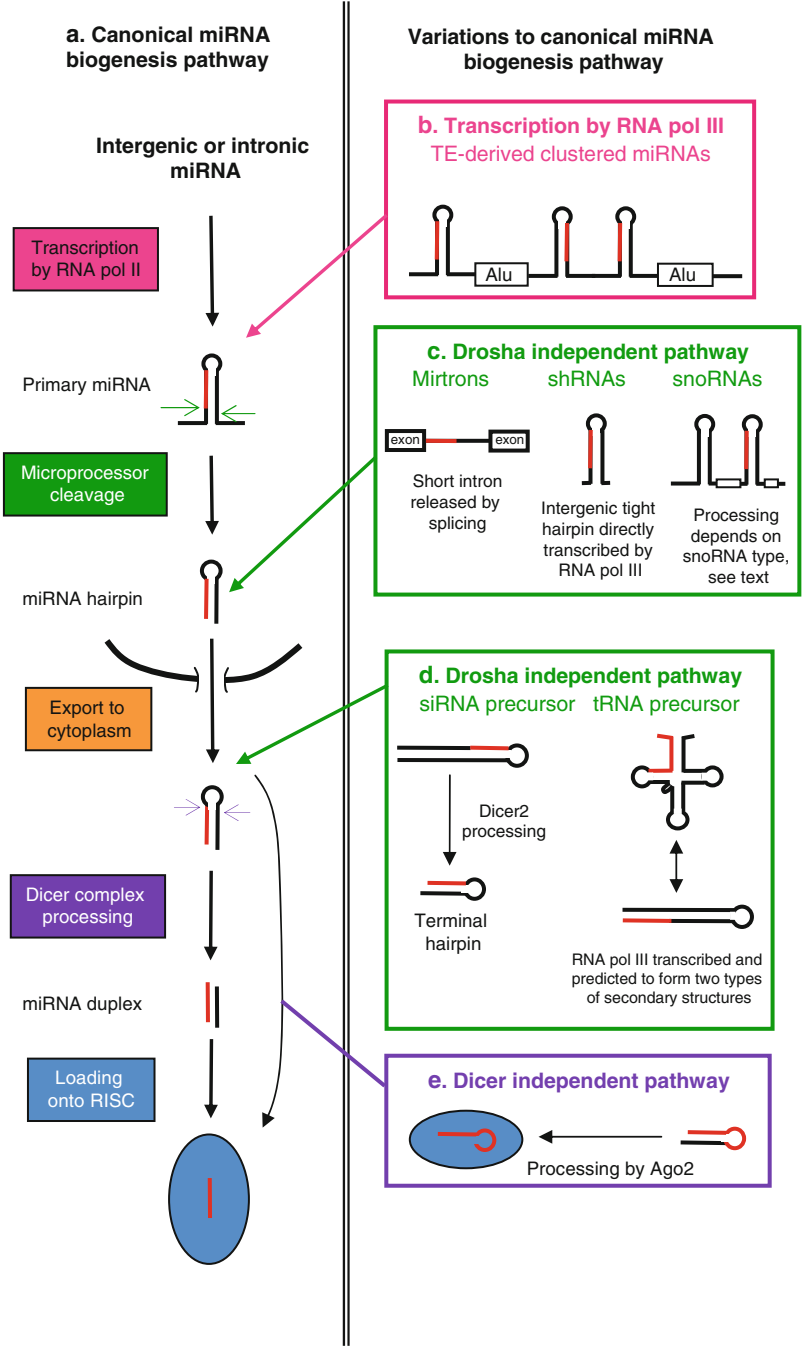 a. Canonical miRNA
biogenesis pathway
Intergenic or intronic
miRNA
Transcription
by RNA pol II
Primary miRNA
Microprocessor
cleavage
miRNA hairpin
Export to
cytoplasm
Dicer complex
processing
miRNA duplex
Loading
onto RISC
Variations to canonical miRNA
biogenesis pathway
b. Transcription by RNA pol III
TE-derived clustered miRNAs
Alu
Alu
c. Drosha independent pathway
Mirtrons
exon
exon
Short intron
released by
splicing
shRNAs
Intergenic tight
hairpin directly
transcribed by
RNA pol III
snoRNAs
Processing
depends on
snoRNA type,
see text
d. Drosha independent pathway
siRNA precursor
Dicer2
processing
Terminal
hairpin
tRNA precursor
RNA pol III transcribed and
predicted to form two types
of secondary structures
e. Dicer independent pathway
Processing by Ago2